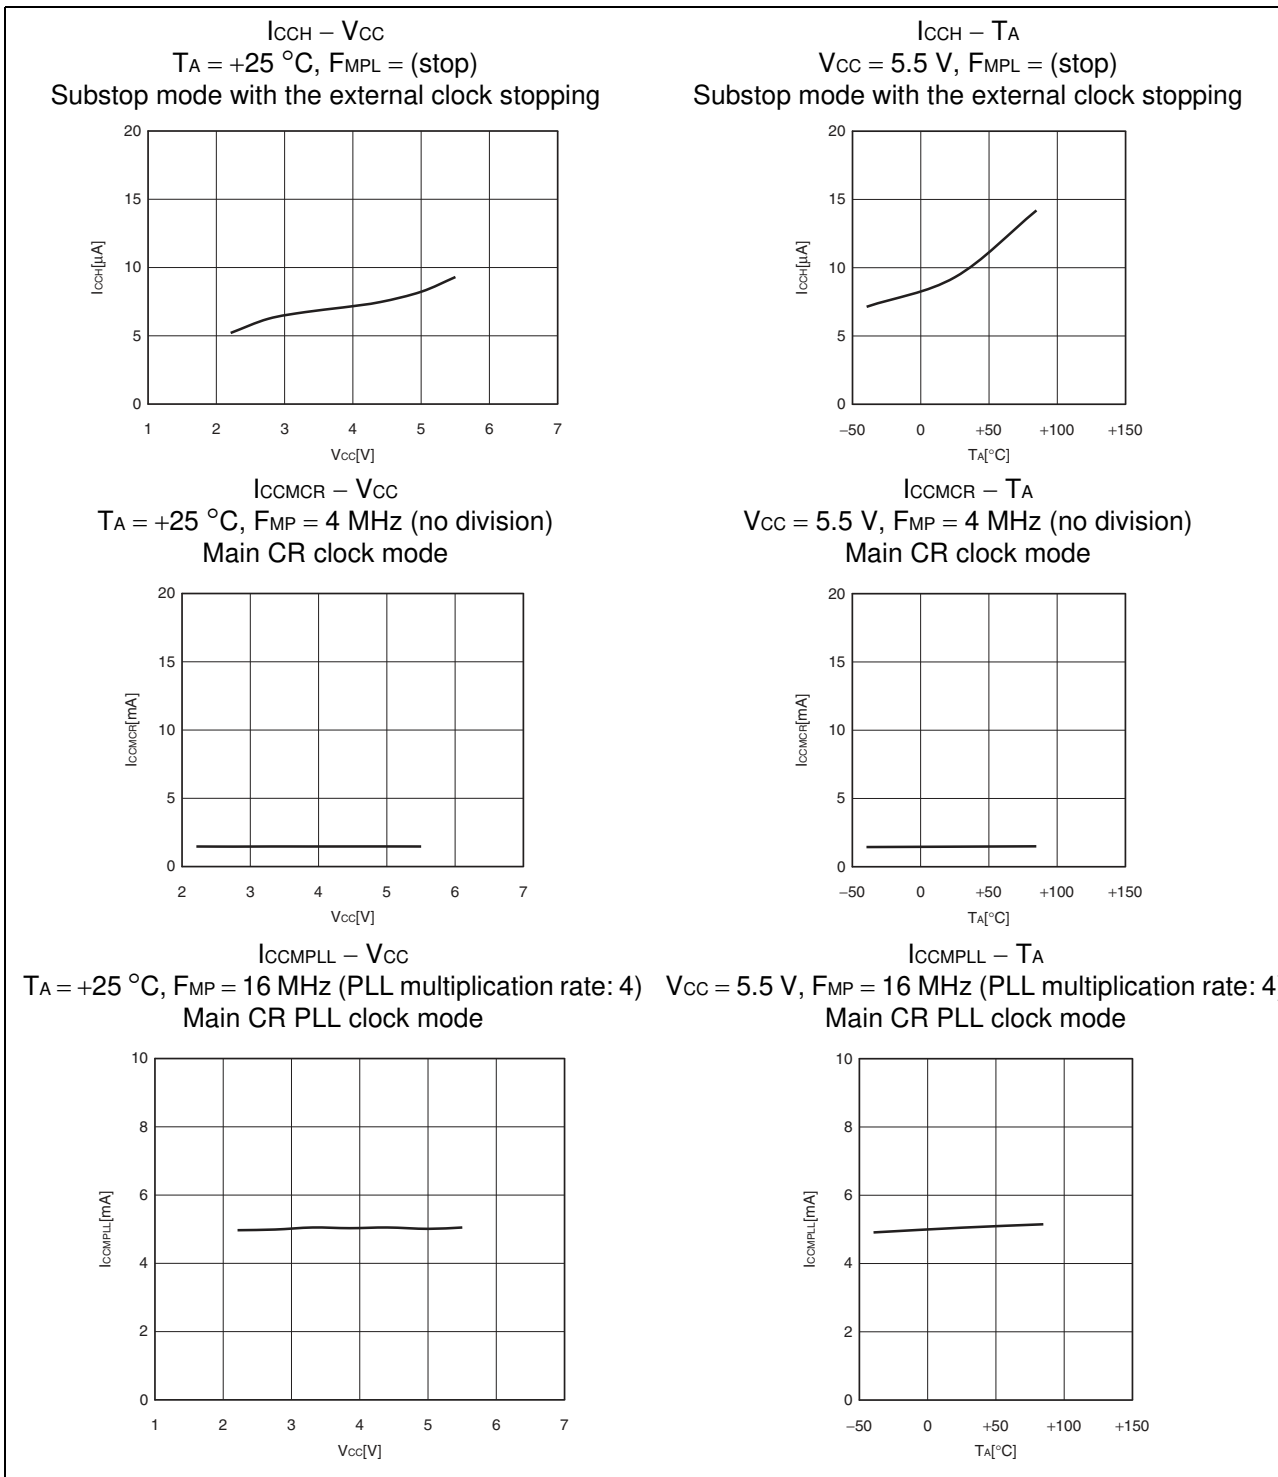 ICCH – VCC
TA = +25 °C, FMPL = (stop)
Substop mode with the external clock stopping
20
15
10
5
0
ICCH[µA]
1 2 3 4 5 6 7
VCC[V]
ICCH – TA
VCC = 5.5 V, FMPL = (stop)
Substop mode with the external clock stopping
20
15
10
5
0
ICCH[µA]
−50 0 +50 +100 +150
TA[°C]
ICCMCR – VCC
TA = +25 °C, FMP = 4 MHz (no division)
Main CR clock mode
20
15
10
5
0
ICCMCR[mA]
2 3 4 5 6 7
VCC[V]
ICCMCR – TA
VCC = 5.5 V, FMP = 4 MHz (no division)
Main CR clock mode
20
15
10
5
0
ICCMCR[mA]
−50 0 +50 +100 +150
TA[°C]
ICCMPLL – VCC
TA = +25 °C, FMP = 16 MHz (PLL multiplication rate: 4)
Main CR PLL clock mode
10
8
6
4
2
0
ICCMPLL[mA]
1 2 3 4 5 6 7
VCC[V]
ICCMPLL – TA
VCC = 5.5 V, FMP = 16 MHz (PLL multiplication rate: 4
Main CR PLL clock mode
10
8
6
4
2
0
ICCMPLL[mA]
−50 0 +50 +100 +150
TA[°C]